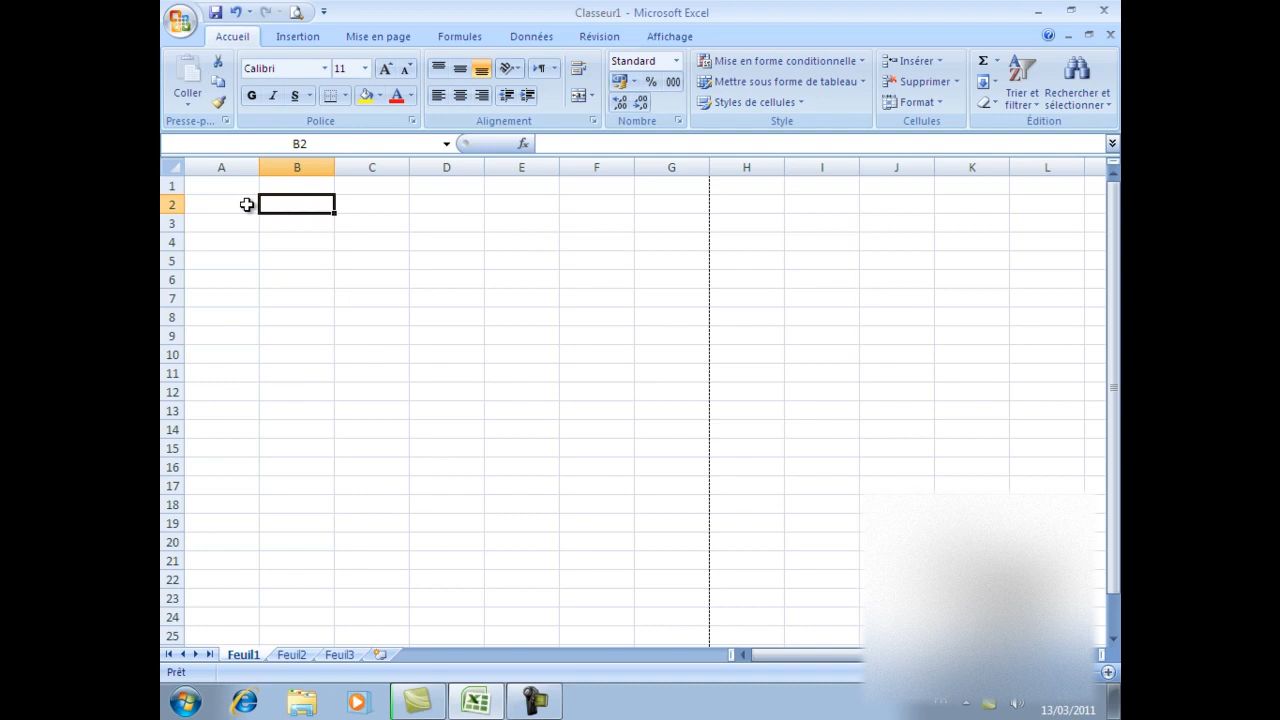 Classeur1 - Microsoft Excel
Accueil Insertion Mise en page Formules Données Révision Affichage
Calibri 11 Standard Mise en forme conditionnelle Insérer
Coller % 000 Mettre sous forme de tableau Supprimer Trier et filtrer Rechercher et sélectionner
G I S A Styles de cellules Format
Presse-p... Police Alignement Nombre Style Cellules Édition
B2 fx
A B C D E F G H I J K L
1
2
3
4
5
6
7
8
9
10
11
12
13
14
15
16
17
18
19
20
21
22
23
24
25
Feuil1 Feuil2 Feuil3
Prêt
13/03/2011